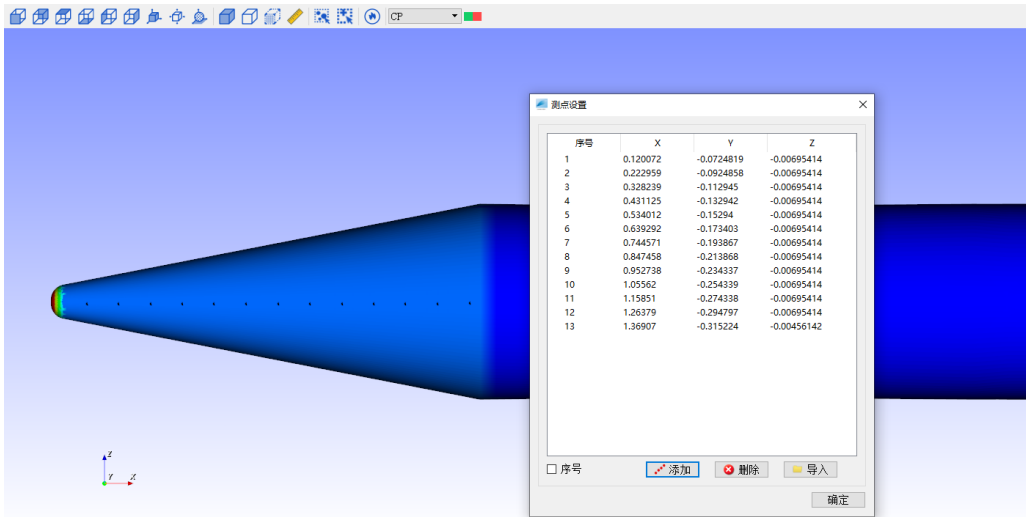 CP
测点设置
序号 X Y Z
1 0.120072 -0.0724819 -0.00695414
2 0.222959 -0.0924858 -0.00695414
3 0.328239 -0.112945 -0.00695414
4 0.431125 -0.132942 -0.00695414
5 0.534012 -0.15294 -0.00695414
6 0.639292 -0.173403 -0.00695414
7 0.744571 -0.193867 -0.00695414
8 0.847458 -0.213868 -0.00695414
9 0.952738 -0.234337 -0.00695414
10 1.05562 -0.254339 -0.00695414
11 1.15851 -0.274338 -0.00695414
12 1.26379 -0.294797 -0.00695414
13 1.36907 -0.315224 -0.00456142
Z
Y X
序号 添加 删除 导入
确定